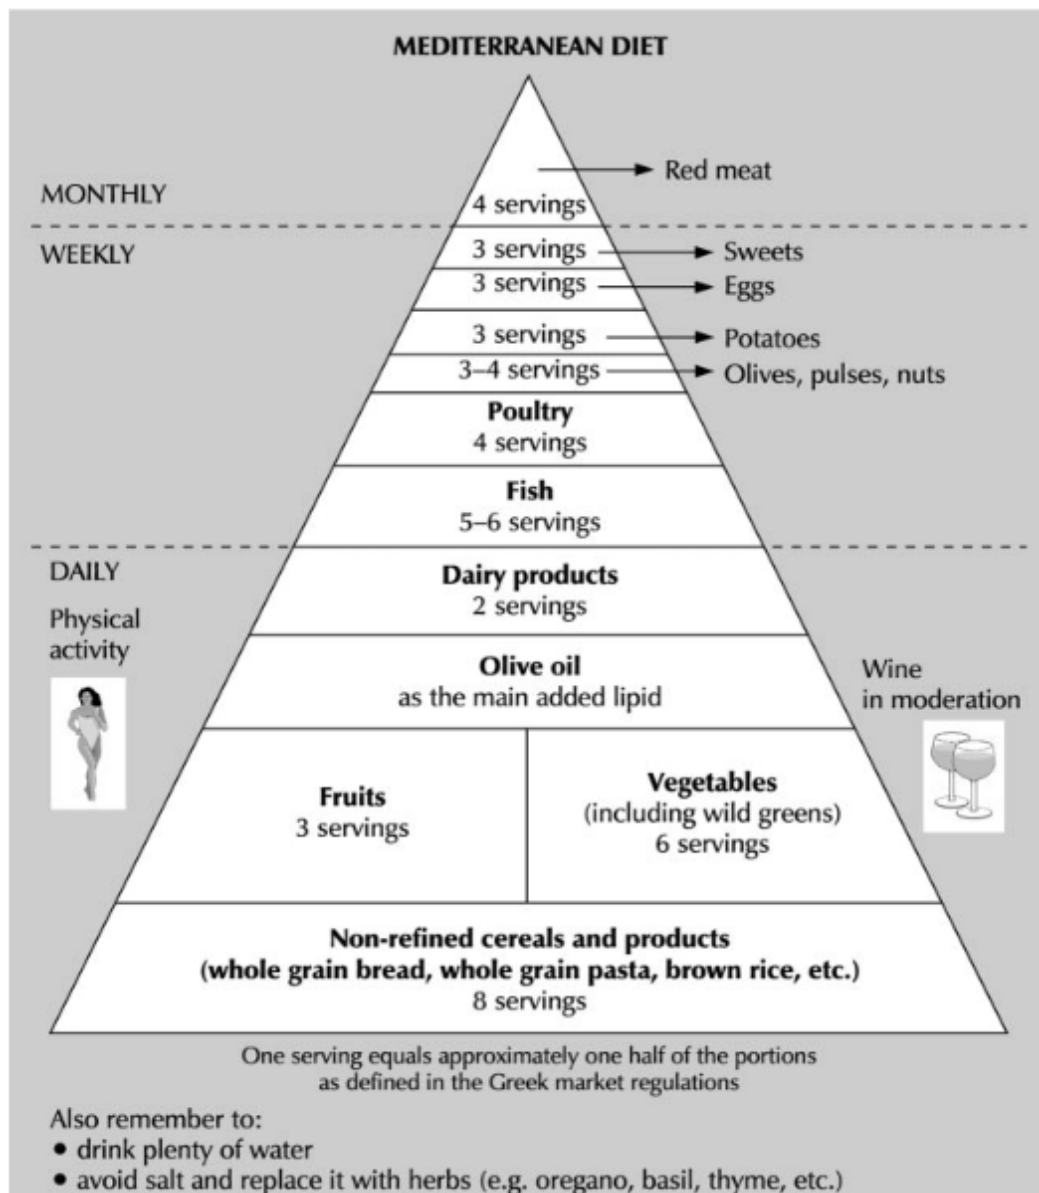 MEDITERRANEAN DIET
Red meat
MONTHLY
4 servings
WEEKLY
3 servings
Sweets
3 servings
Eggs
3 servings
Potatoes
3–4 servings
Olives, pulses, nuts
Poultry
4 servings
Fish
5–6 servings
DAILY
Dairy products
2 servings
Physical
activity
Olive oil
as the main added lipid
Wine
in moderation
Fruits
3 servings
Vegetables
(including wild greens)
6 servings
Non-refined cereals and products
(whole grain bread, whole grain pasta, brown rice, etc.)
8 servings
One serving equals approximately one half of the portions
as defined in the Greek market regulations
Also remember to:
• drink plenty of water
• avoid salt and replace it with herbs (e.g. oregano, basil, thyme, etc.)